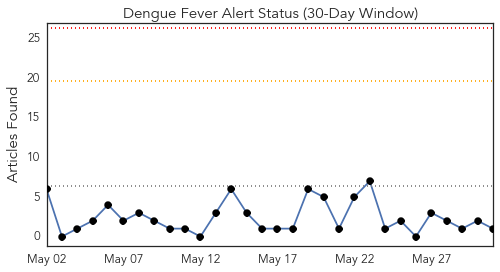 Dengue Fever Alert Status (30-Day Window)
Articles Found
25
20
15
10
5
0
May 02 May 07 May 12 May 17 May 22 May 27